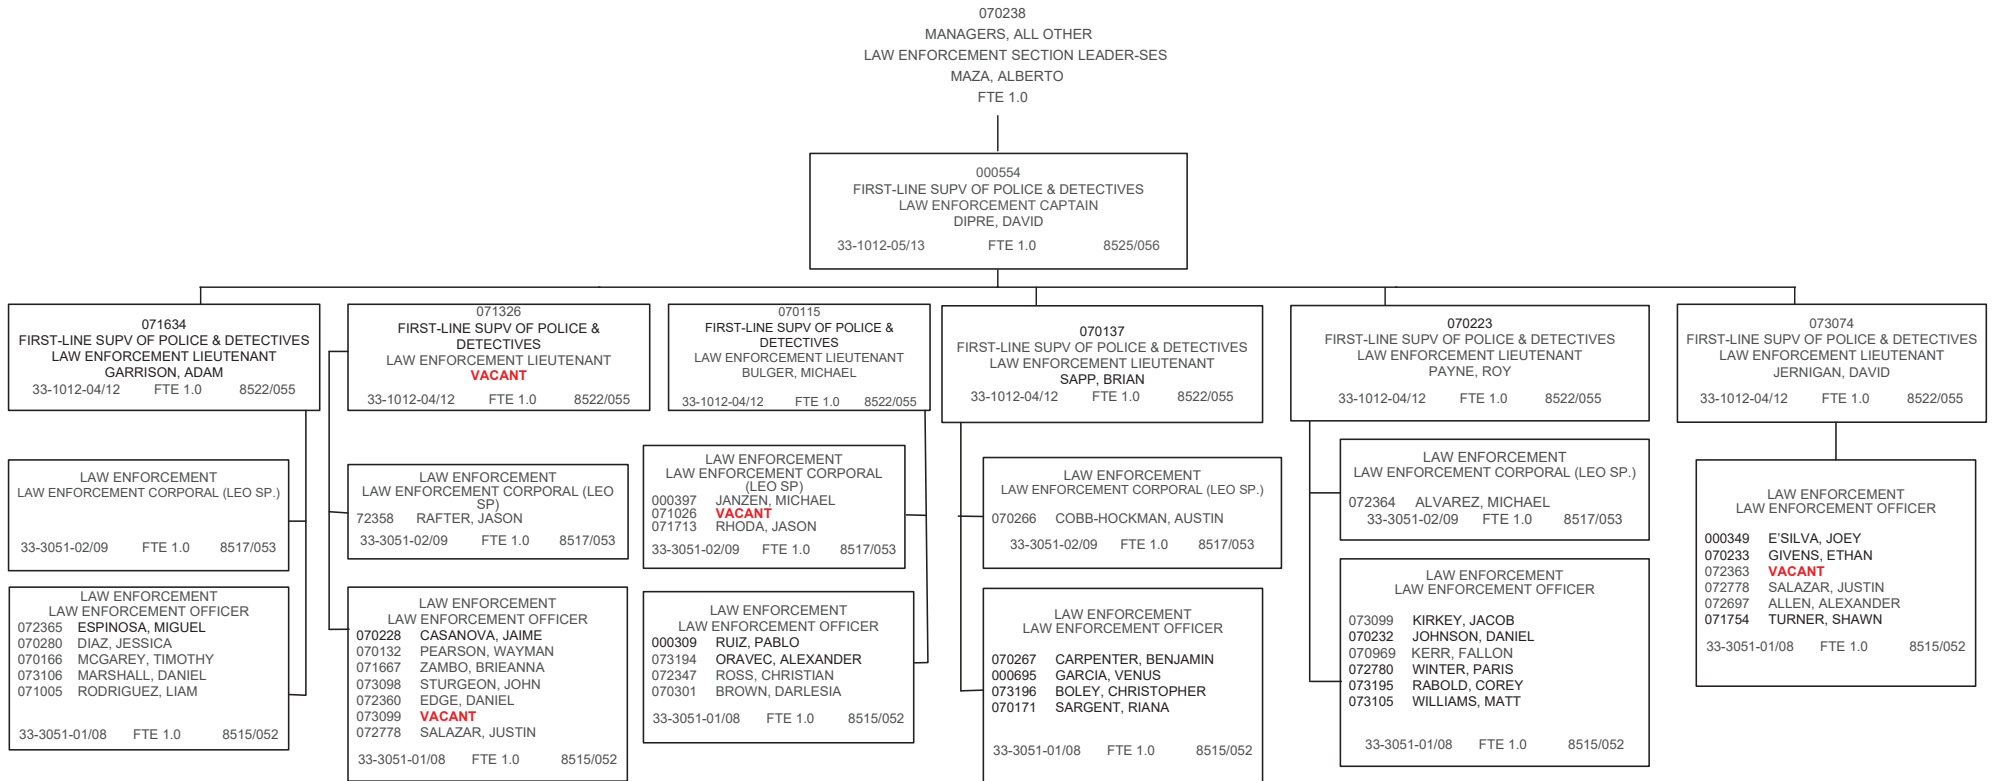 070238
MANAGERS, ALL OTHER
LAW ENFORCEMENT SECTION LEADER-SES
MAZA, ALBERTO
FTE 1.0
000554
FIRST-LINE SUPV OF POLICE & DETECTIVES
LAW ENFORCEMENT CAPTAIN
DIPRE, DAVID
33-1012-05/13 FTE 1.0 8525/056
071634
FIRST-LINE SUPV OF POLICE & DETECTIVES
LAW ENFORCEMENT LIEUTENANT
GARRISON, ADAM
33-1012-04/12 FTE 1.0 8522/055
LAW ENFORCEMENT
LAW ENFORCEMENT CORPORAL (LEO SP.)
33-3051-02/09 FTE 1.0 8517/053
LAW ENFORCEMENT
LAW ENFORCEMENT OFFICER
072365 ESPINOSA, MIGUEL
070280 DIAZ, JESSICA
070166 MCGAREY, TIMOTHY
073106 MARSHALL, DANIEL
071005 RODRIGUEZ, LIAM
33-3051-01/08 FTE 1.0 8515/052
071326
FIRST-LINE SUPV OF POLICE &
DETECTIVES
LAW ENFORCEMENT LIEUTENANT
VACANT
33-1012-04/12 FTE 1.0 8522/055
LAW ENFORCEMENT
LAW ENFORCEMENT CORPORAL (LEO
SP)
72358 RAFTER, JASON
33-3051-02/09 FTE 1.0 8517/053
LAW ENFORCEMENT
LAW ENFORCEMENT OFFICER
070228 CASANOVA, JAIME
070132 PEARSON, WAYMAN
071667 ZAMBO, BRIEANNA
073098 STURGEON, JOHN
072360 EDGE, DANIEL
073099 VACANT
072778 SALAZAR, JUSTIN
33-3051-01/08 FTE 1.0 8515/052
070115
FIRST-LINE SUPV OF POLICE &
DETECTIVES
LAW ENFORCEMENT LIEUTENANT
BULGER, MICHAEL
33-1012-04/12 FTE 1.0 8522/055
LAW ENFORCEMENT
LAW ENFORCEMENT CORPORAL
(LEO SP)
000397 JANZEN, MICHAEL
071026 VACANT
071713 RHODA, JASON
33-3051-02/09 FTE 1.0 8517/053
LAW ENFORCEMENT
LAW ENFORCEMENT OFFICER
000309 RUIZ, PABLO
073194 ORAVEC, ALEXANDER
072347 ROSS, CHRISTIAN
070301 BROWN, DARLESIA
33-3051-01/08 FTE 1.0 8515/052
070137
FIRST-LINE SUPV OF POLICE & DETECTIVES
LAW ENFORCEMENT LIEUTENANT
SAPP, BRIAN
33-1012-04/12 FTE 1.0 8522/055
LAW ENFORCEMENT
LAW ENFORCEMENT CORPORAL (LEO SP.)
070266 COBB-HOCKMAN, AUSTIN
33-3051-02/09 FTE 1.0 8517/053
LAW ENFORCEMENT
LAW ENFORCEMENT OFFICER
070267 CARPENTER, BENJAMIN
000695 GARCIA, VENUS
073196 BOLEY, CHRISTOPHER
070171 SARGENT, RIANA
33-3051-01/08 FTE 1.0 8515/052
070223
FIRST-LINE SUPV OF POLICE & DETECTIVES
LAW ENFORCEMENT LIEUTENANT
PAYNE, ROY
33-1012-04/12 FTE 1.0 8522/055
LAW ENFORCEMENT
LAW ENFORCEMENT CORPORAL (LEO SP.)
072364 ALVAREZ, MICHAEL
33-3051-02/09 FTE 1.0 8517/053
LAW ENFORCEMENT
LAW ENFORCEMENT OFFICER
073099 KIRKEY, JACOB
070232 JOHNSON, DANIEL
070969 KERR, FALLON
072780 WINTER, PARIS
073195 RABOLD, COREY
073105 WILLIAMS, MATT
33-3051-01/08 FTE 1.0 8515/052
073074
FIRST-LINE SUPV OF POLICE & DETECTIVES
LAW ENFORCEMENT LIEUTENANT
JERNIGAN, DAVID
33-1012-04/12 FTE 1.0 8522/055
LAW ENFORCEMENT
LAW ENFORCEMENT OFFICER
000349 E'SILVA, JOEY
070233 GIVENS, ETHAN
072363 VACANT
072778 SALAZAR, JUSTIN
072697 ALLEN, ALEXANDER
071754 TURNER, SHAWN
33-3051-01/08 FTE 1.0 8515/052